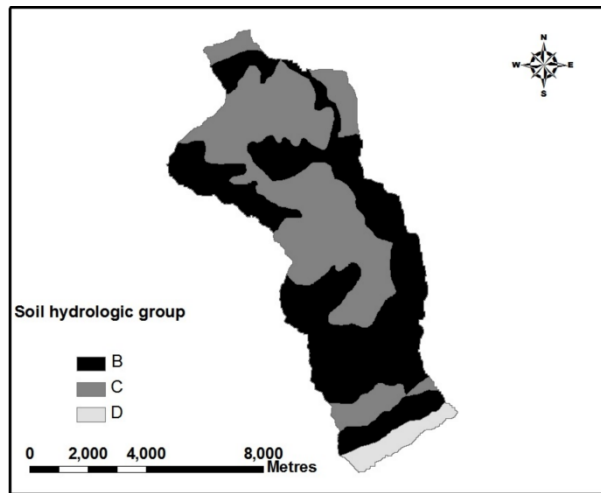 N
W E
S
Soil hydrologic group
B
C
D
0 2,000 4,000 8,000
Metres